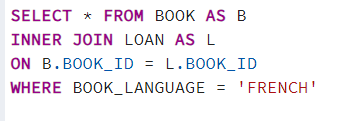 SELECT * FROM BOOK AS B
INNER JOIN LOAN AS L
ON B.BOOK_ID = L.BOOK_ID
WHERE BOOK_LANGUAGE = 'FRENCH'